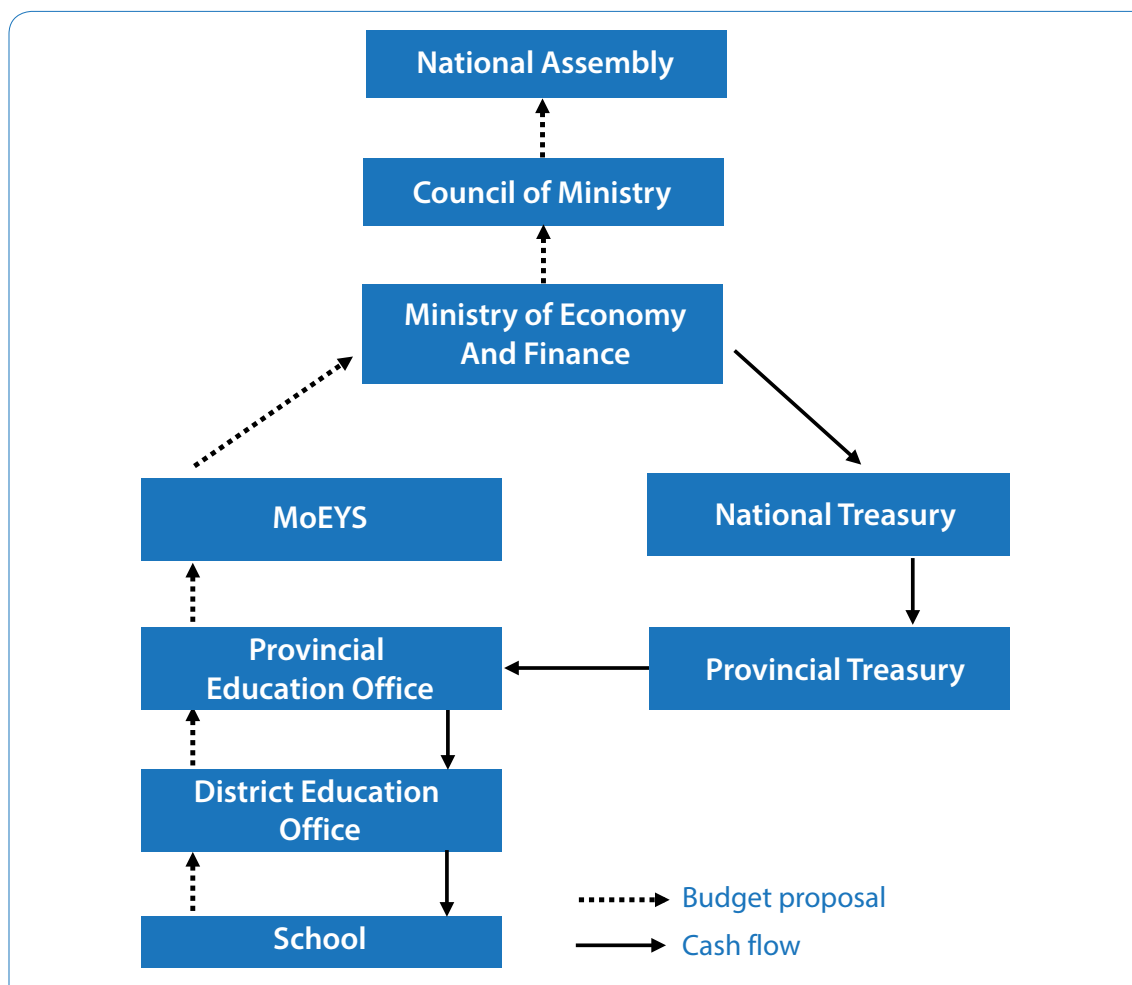 National Assembly
Council of Ministry
Ministry of Economy
And Finance
MoEYS
National Treasury
Provincial
Education Office
Provincial Treasury
District Education
Office
School
Budget proposal
Cash flow